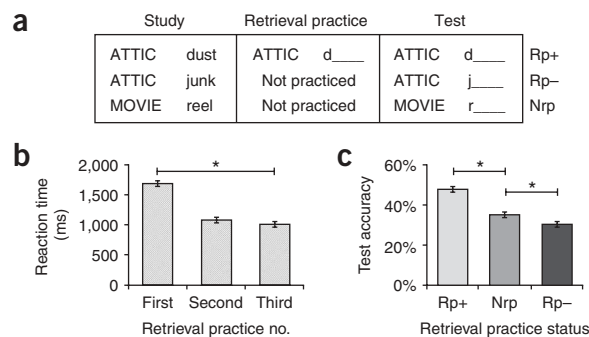 a
Study Retrieval practice Test
ATTIC dust ATTIC d____ ATTIC d____ Rp+
ATTIC junk Not practiced ATTIC j____ Rp–
MOVIE reel Not practiced MOVIE r____ Nrp
b
2,000
1,500
1,000
500
0
Reaction time
(ms)
*
First Second Third
Retrieval practice no.
c
60%
40%
20%
0%
Test accuracy
* *
Rp+ Nrp Rp–
Retrieval practice status